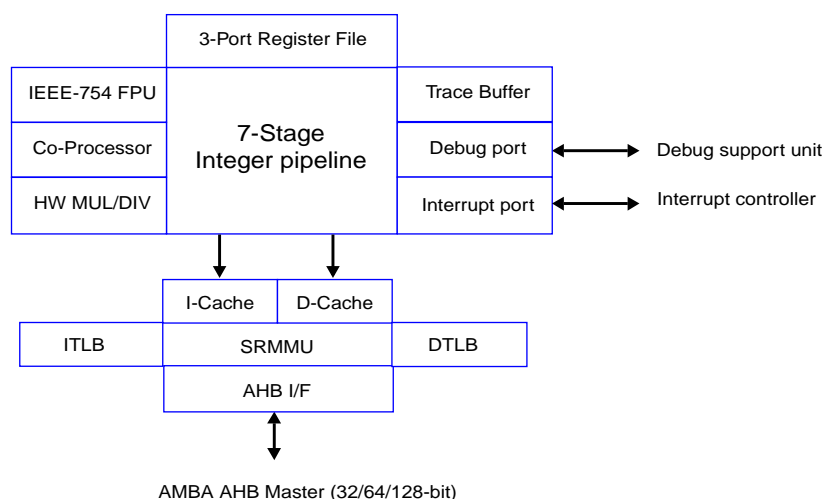 3-Port Register File
IEEE-754 FPU
Trace Buffer
7-Stage
Integer pipeline
Co-Processor
Debug port
Debug support unit
HW MUL/DIV
Interrupt port
Interrupt controller
I-Cache
D-Cache
ITLB
SRMMU
DTLB
AHB I/F
AMBA AHB Master (32/64/128-bit)